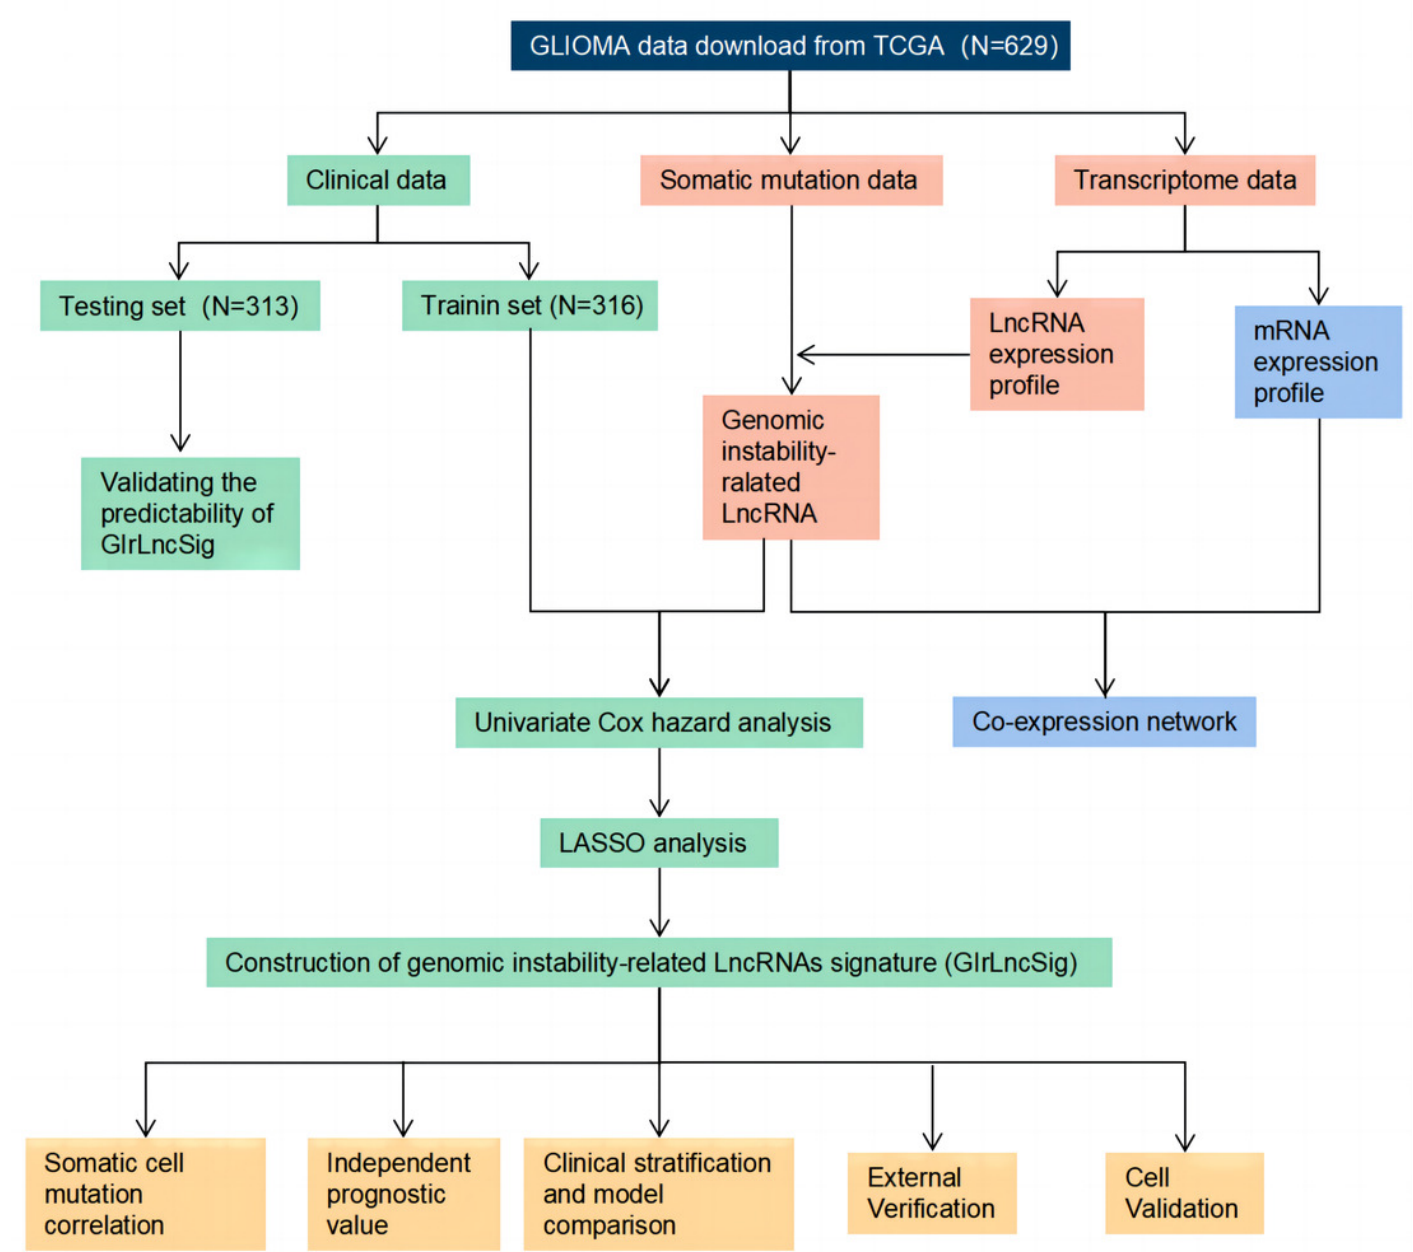 GLIOMA data download from TCGA (N=629)
Clinical data
Somatic mutation data
Transcriptome data
Testing set (N=313)
Trainin set (N=316)
LncRNA
expression
profile
mRNA
expression
profile
Genomic
instability-
ralated
LncRNA
Validating the
predictability of
GIrLncSig
Univariate Cox hazard analysis
Co-expression network
LASSO analysis
Construction of genomic instability-related LncRNAs signature (GIrLncSig)
Somatic cell
mutation
correlation
Independent
prognostic
value
Clinical stratification
and model
comparison
External
Verification
Cell
Validation